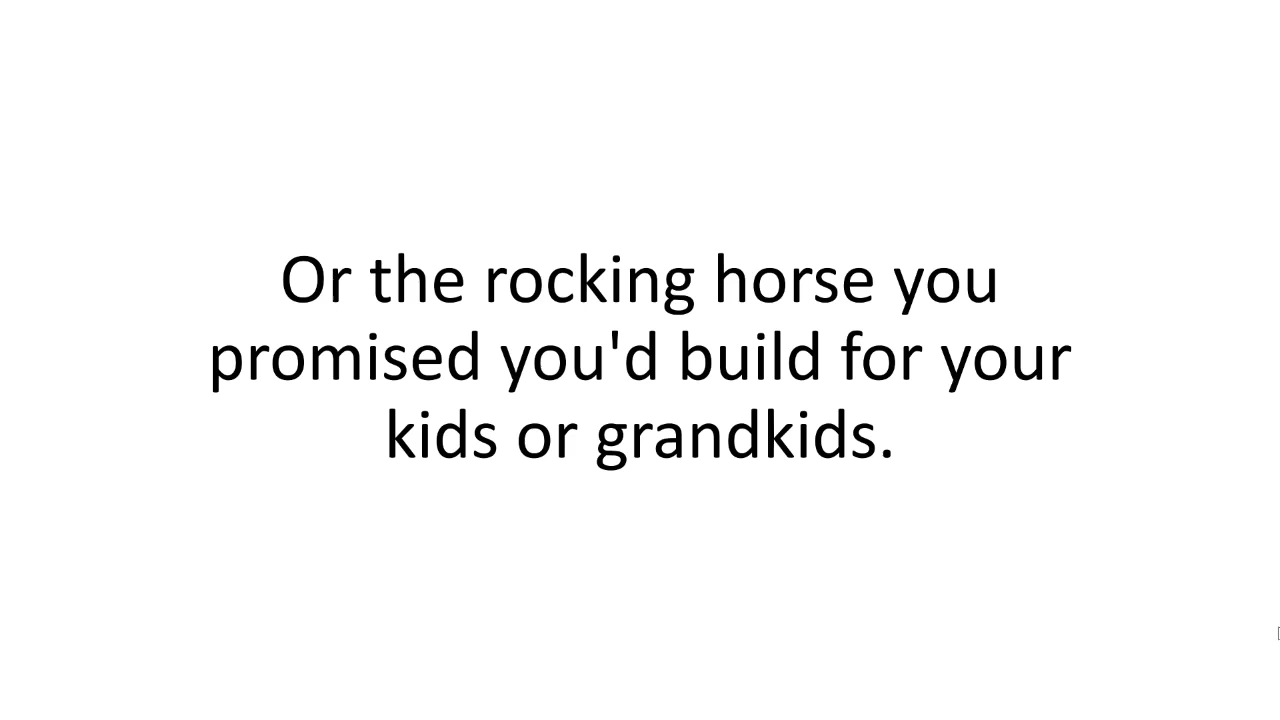 Or the rocking horse you
promised you'd build for your
kids or grandkids.